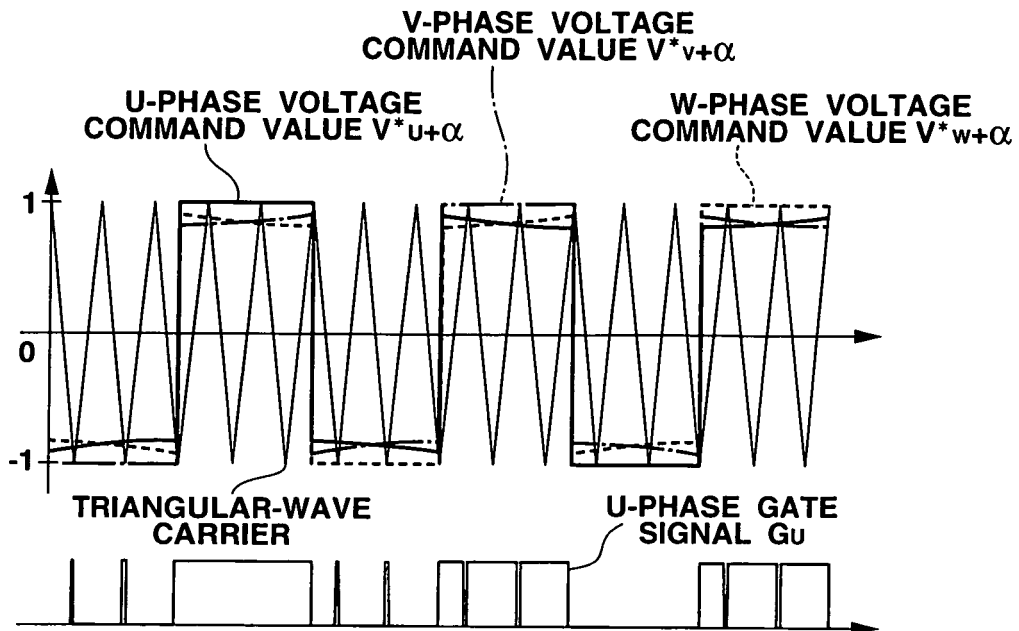 V-PHASE VOLTAGE
COMMAND VALUE V*V+α
U-PHASE VOLTAGE
COMMAND VALUE V*U+α
W-PHASE VOLTAGE
COMMAND VALUE V*W+α
1
0
-1
TRIANGULAR-WAVE
CARRIER
U-PHASE GATE
SIGNAL GU